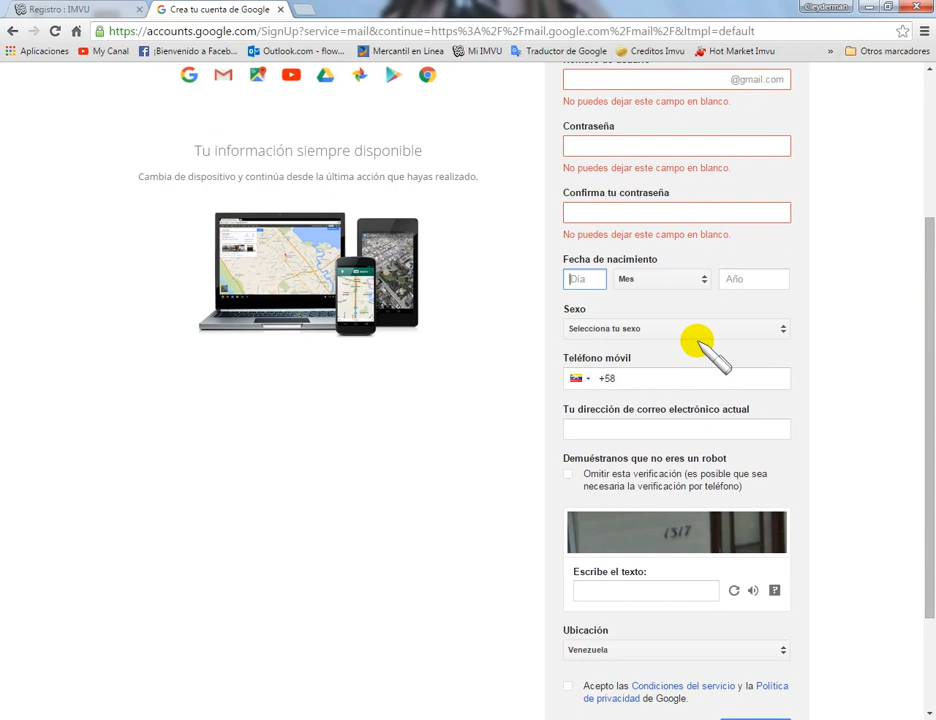 Registro : IMVU
Crea tu cuenta de Google
Cleyderman
https://accounts.google.com/SignUp?service=mail&continue=https%3A%2F%2Fmail.google.com%2Fmail%2F&ltmpl=default
Aplicaciones My Canal ¡Bienvenido a Faceb... Outlook.com - flow... Mercantil en Línea Mi IMVU Traductor de Google Creditos Imvu Hot Market Imvu » Otros marcadores
@gmail.com
No puedes dejar este campo en blanco.
Contraseña
No puedes dejar este campo en blanco.
Confirma tu contraseña
No puedes dejar este campo en blanco.
Fecha de nacimiento
Día Mes Año
Sexo
Selecciona tu sexo
Teléfono móvil
+58
Tu dirección de correo electrónico actual
Demuéstranos que no eres un robot
Omitir esta verificación (es posible que sea
necesaria la verificación por teléfono)
Escribe el texto:
Ubicación
Venezuela
Acepto las Condiciones del servicio y la Política
de privacidad de Google.
Tu información siempre disponible
Cambia de dispositivo y continúa desde la última acción que hayas realizado.